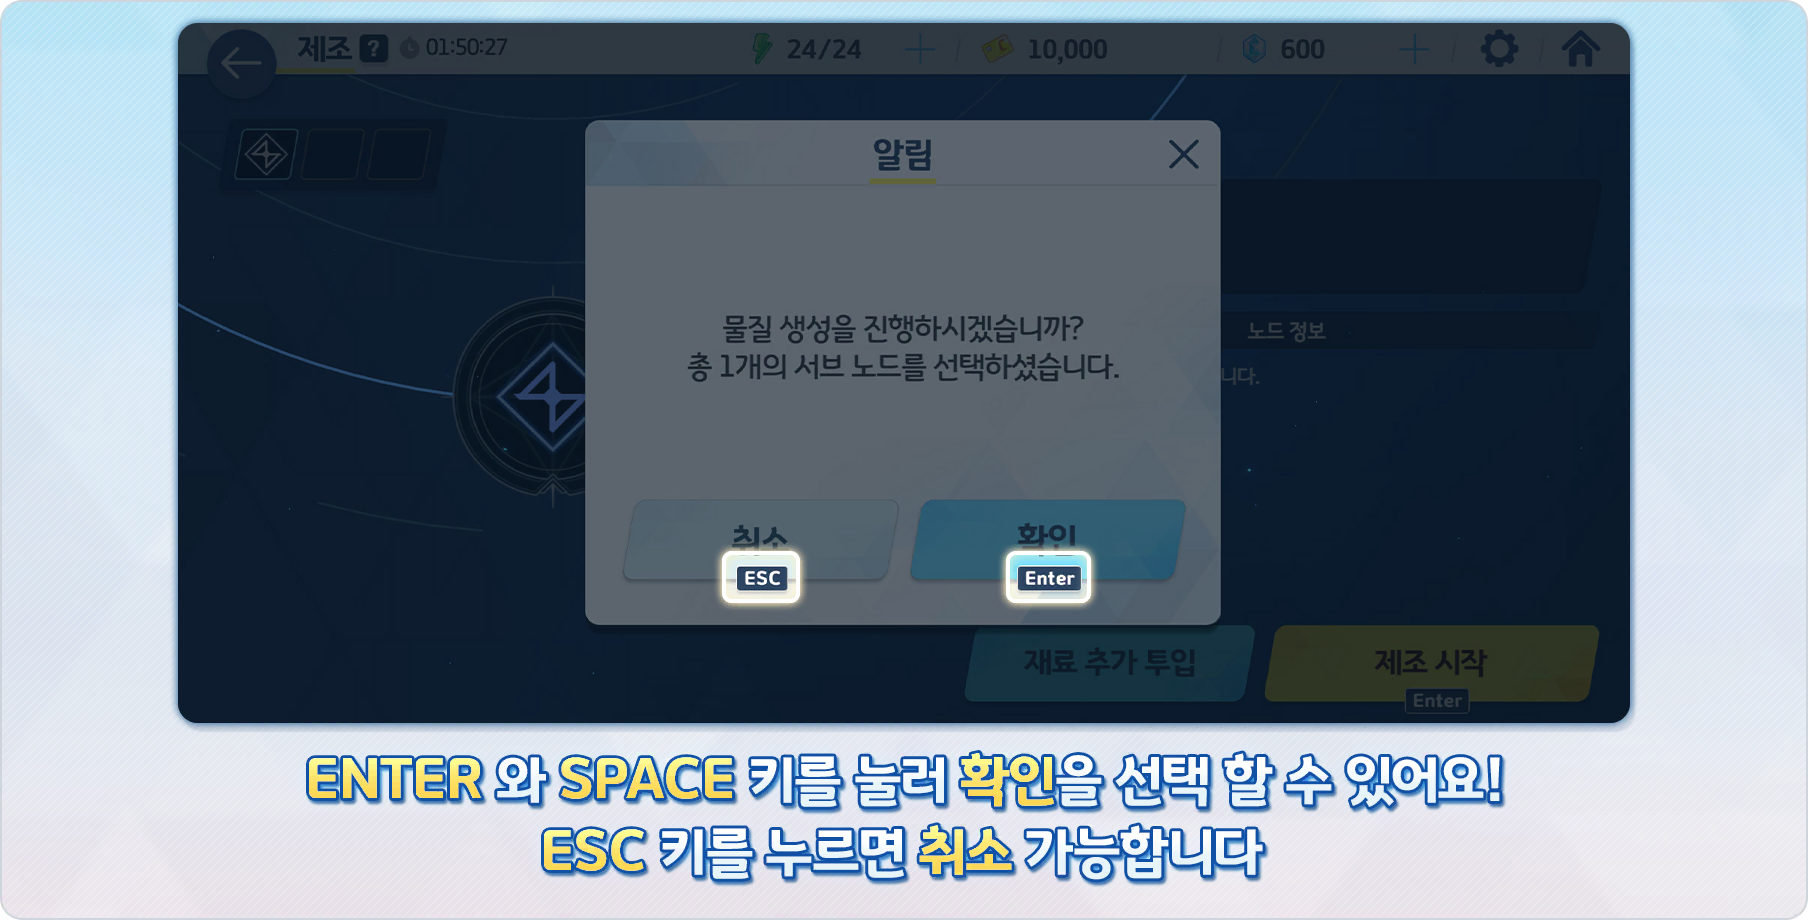 제조 ? 01:50:27 24/24 10,000 600
알림
물질 생성을 진행하시겠습니까?
총 1개의 서브 노드를 선택하셨습니다.
노드 정보
니다.
취소 확인
ESC Enter
재료 추가 투입 제조 시작
Enter
ENTER 와 SPACE 키를 눌러 확인을 선택 할 수 있어요!
ESC 키를 누르면 취소 가능합니다